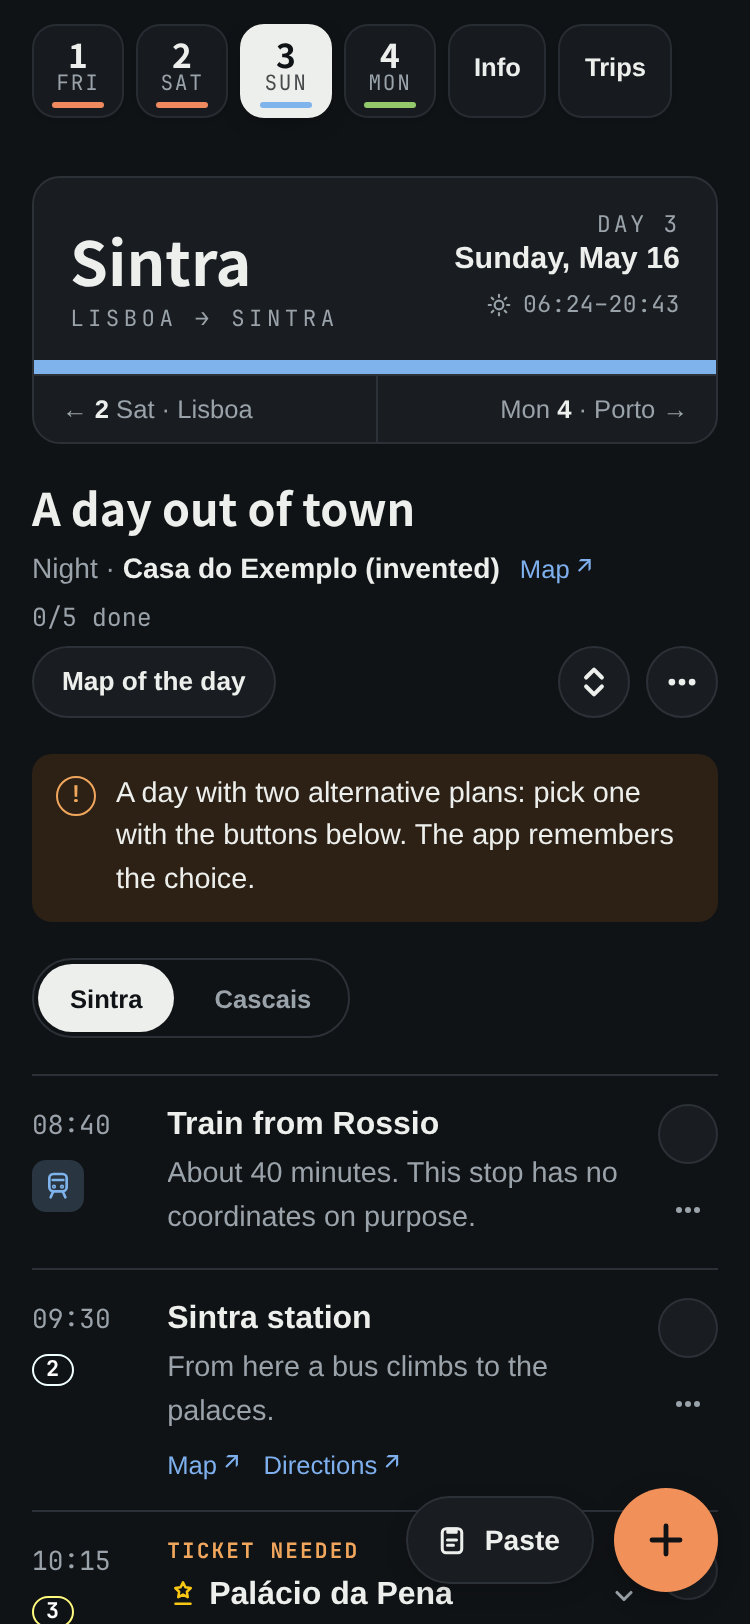 1 2 3 4 Info Trips
FRI SAT SUN MON
DAY 3
Sintra
Sunday, May 16
LISBOA → SINTRA
06:24–20:43
← 2 Sat · Lisboa
Mon 4 · Porto →
A day out of town
Night · Casa do Exemplo (invented) Map ↗
0/5 done
Map of the day
A day with two alternative plans: pick one
with the buttons below. The app remembers
the choice.
Sintra Cascais
08:40 Train from Rossio
About 40 minutes. This stop has no
coordinates on purpose.
09:30 Sintra station
2
From here a bus climbs to the
palaces.
Map ↗ Directions ↗
Paste
10:15 TICKET NEEDED
3 Palácio da Pena